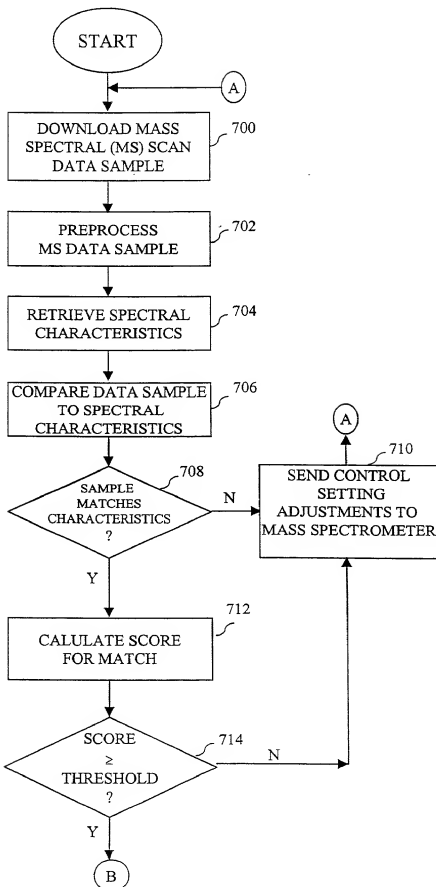 START
A
DOWNLOAD MASS
SPECTRAL (MS) SCAN
DATA SAMPLE
700
PREPROCESS
MS DATA SAMPLE
702
RETRIEVE SPECTRAL
CHARACTERISTICS
704
COMPARE DATA SAMPLE
TO SPECTRAL
CHARACTERISTICS
706
A
710
SEND CONTROL
SETTING
ADJUSTMENTS TO
MASS SPECTROMETER
708
SAMPLE
MATCHES
CHARACTERISTICS
?
N
Y
712
CALULATE SCORE
FOR MATCH
SCORE
≥
THRESHOLD
?
714
N
Y
B